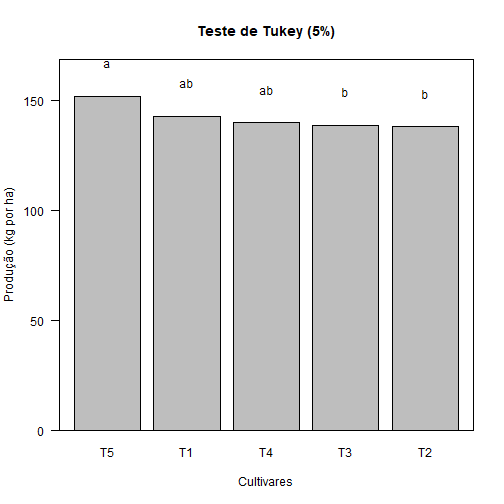 Teste de Tukey (5%)
a
ab
ab
b
b
150
100
50
0
Produção (kg por ha)
T5
T1
T4
T3
T2
Cultivares